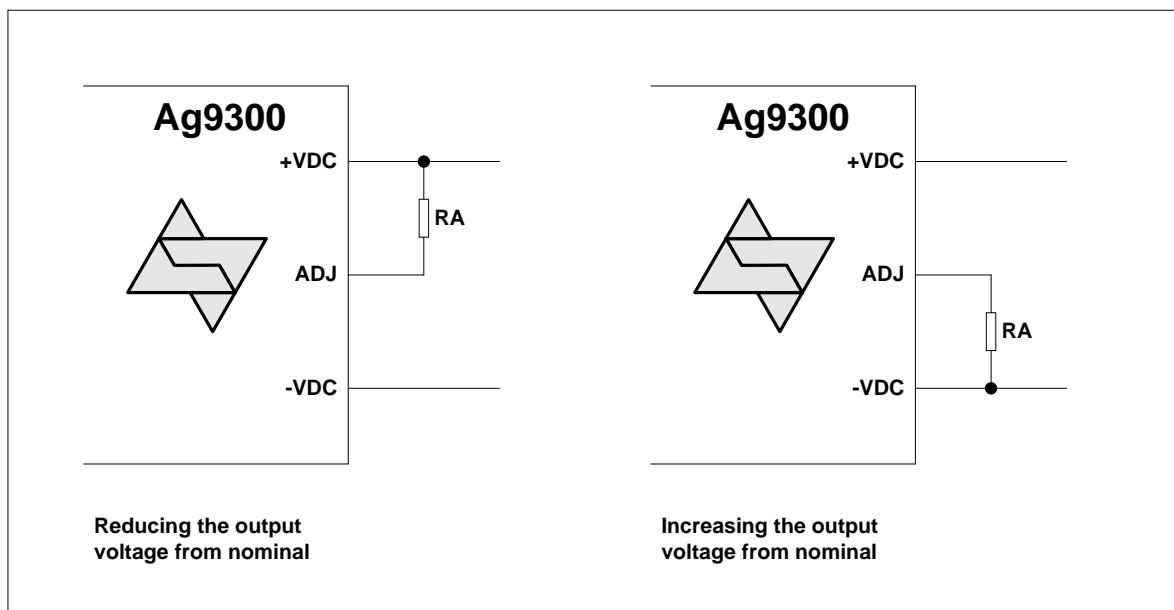 Ag9300
+VDC
RA
ADJ
-VDC
Reducing the output
voltage from nominal
Ag9300
+VDC
ADJ
RA
-VDC
Increasing the output
voltage from nominal